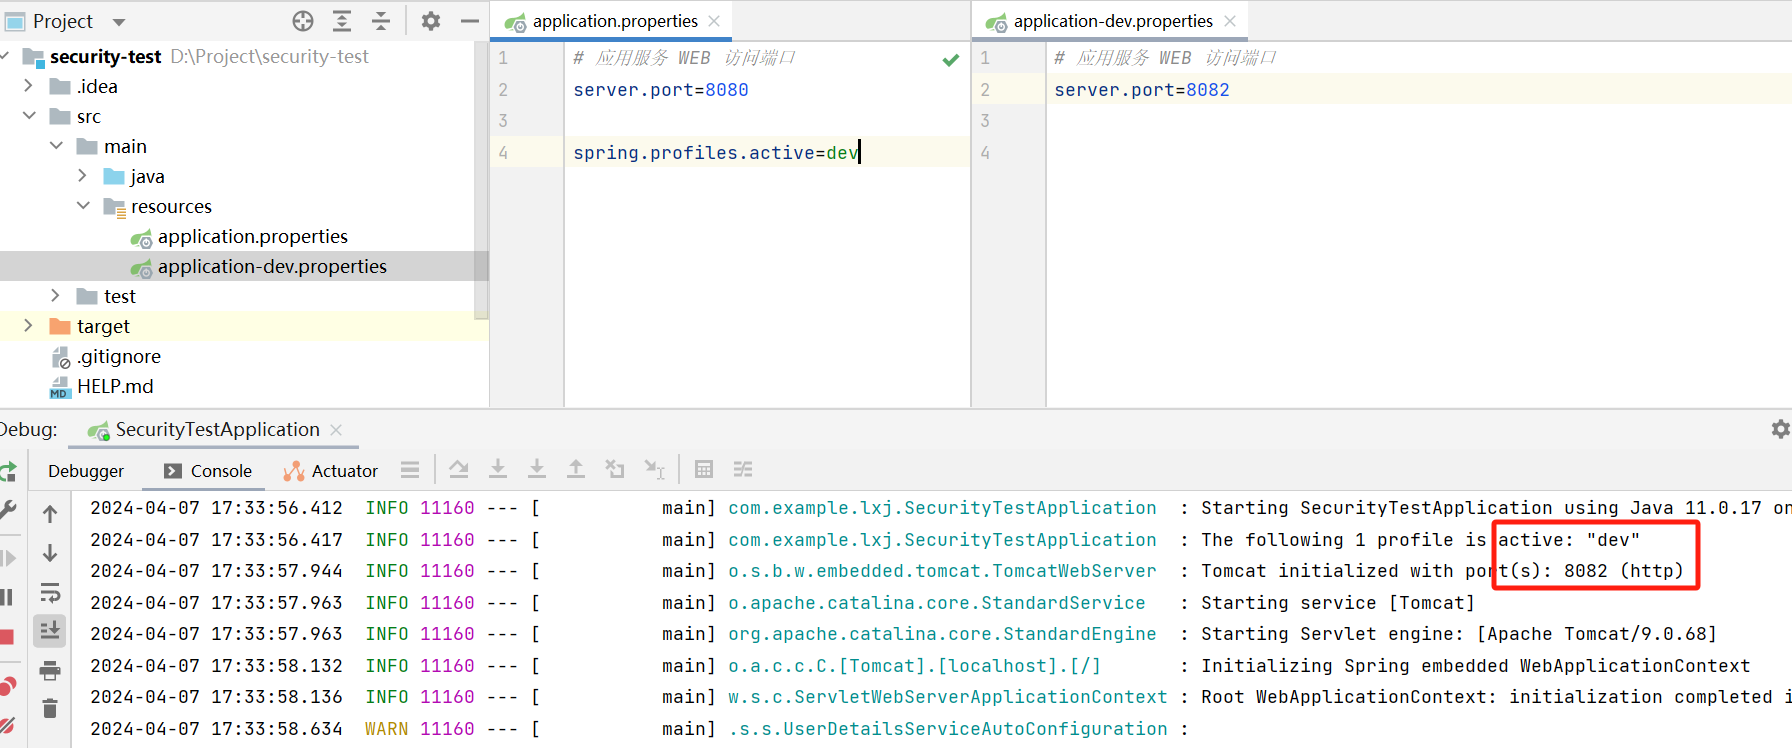 Project
security-test D:\Project\security-test
.idea
src
main
java
resources
application.properties
application-dev.properties
test
target
.gitignore
HELP.md
application.properties
1 # 应用服务 WEB 访问端口
2 server.port=8080
3
4 spring.profiles.active=dev
application-dev.properties
1 # 应用服务 WEB 访问端口
2 server.port=8082
3
4
Debug: SecurityTestApplication
Debugger Console Actuator
2024-04-07 17:33:56.412 INFO 11160 --- [ main] com.example.lxj.SecurityTestApplication : Starting SecurityTestApplication using Java 11.0.17 on
2024-04-07 17:33:56.417 INFO 11160 --- [ main] com.example.lxj.SecurityTestApplication : The following 1 profile is active: "dev"
2024-04-07 17:33:57.944 INFO 11160 --- [ main] o.s.b.w.embedded.tomcat.TomcatWebServer : Tomcat initialized with port(s): 8082 (http)
2024-04-07 17:33:57.963 INFO 11160 --- [ main] o.apache.catalina.core.StandardService : Starting service [Tomcat]
2024-04-07 17:33:57.963 INFO 11160 --- [ main] org.apache.catalina.core.StandardEngine : Starting Servlet engine: [Apache Tomcat/9.0.68]
2024-04-07 17:33:58.132 INFO 11160 --- [ main] o.a.c.c.C.[Tomcat].[localhost].[/] : Initializing Spring embedded WebApplicationContext
2024-04-07 17:33:58.136 INFO 11160 --- [ main] w.s.c.ServletWebServerApplicationContext : Root WebApplicationContext: initialization completed i
2024-04-07 17:33:58.634 WARN 11160 --- [ main] .s.s.UserDetailsServiceAutoConfiguration :